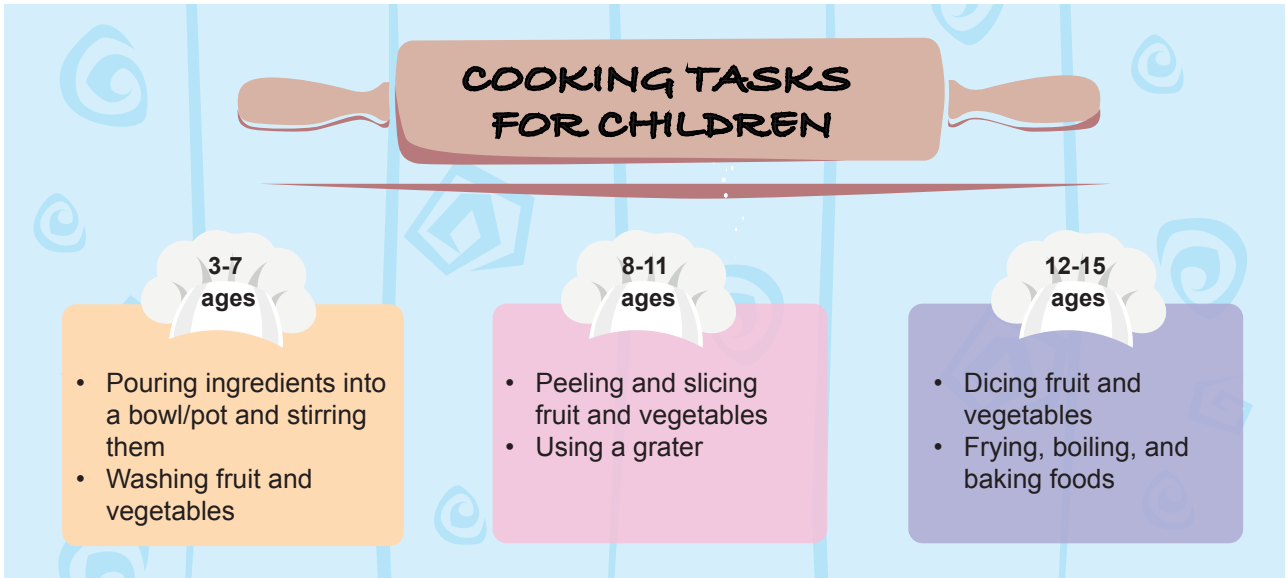 COOKING TASKS
FOR CHILDREN
3-7
ages
• Pouring ingredients into
a bowl/pot and stirring
them
• Washing fruit and
vegetables
8-11
ages
• Peeling and slicing
fruit and vegetables
• Using a grater
12-15
ages
• Dicing fruit and
vegetables
• Frying, boiling, and
baking foods